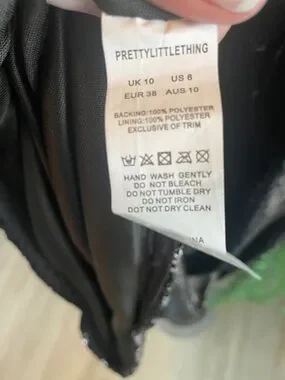 PRETTYLITTLETHING
UK 10 US 6
EUR 38 AUS 10
BACKING:100% POLYESTER
LINING:100% POLYESTER
EXCLUSIVE OF TRIM
HAND WASH GENTLY
DO NOT BLEACH
DO NOT TUMBLE DRY
DO NOT IRON
DOT NOT DRY CLEAN